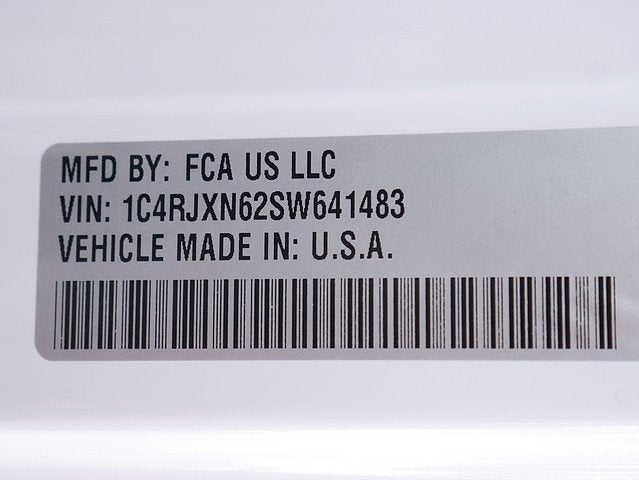 MFD BY: FCA US LLC
VIN: 1C4RJXN62SW641483
VEHICLE MADE IN: U.S.A.